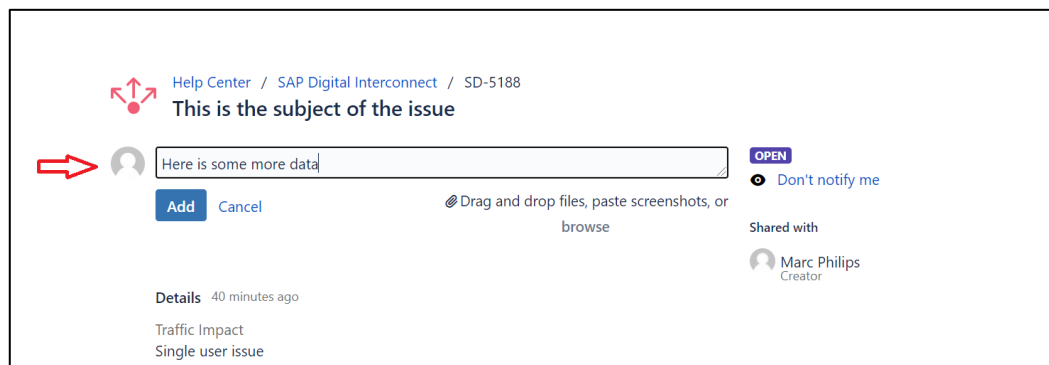 Help Center / SAP Digital Interconnect / SD-5188
This is the subject of the issue
Here is some more data
Add Cancel
Drag and drop files, paste screenshots, or
browse
OPEN
Don't notify me
Shared with
Marc Philips
Creator
Details 40 minutes ago
Traffic Impact
Single user issue